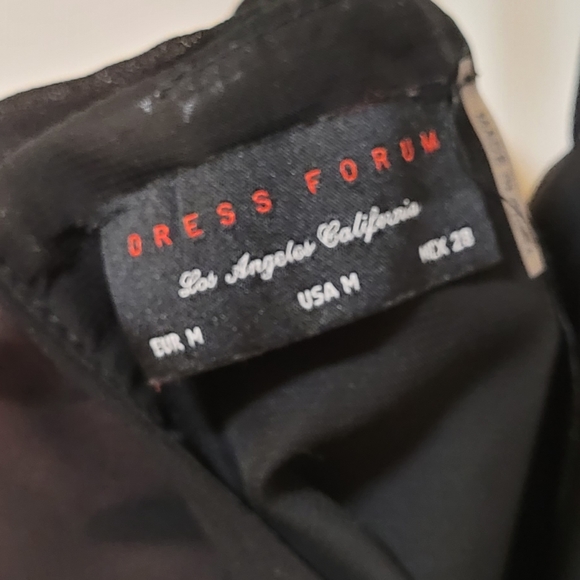 DRESS FORUM
Los Angeles California
EUR M USA M MEX 28